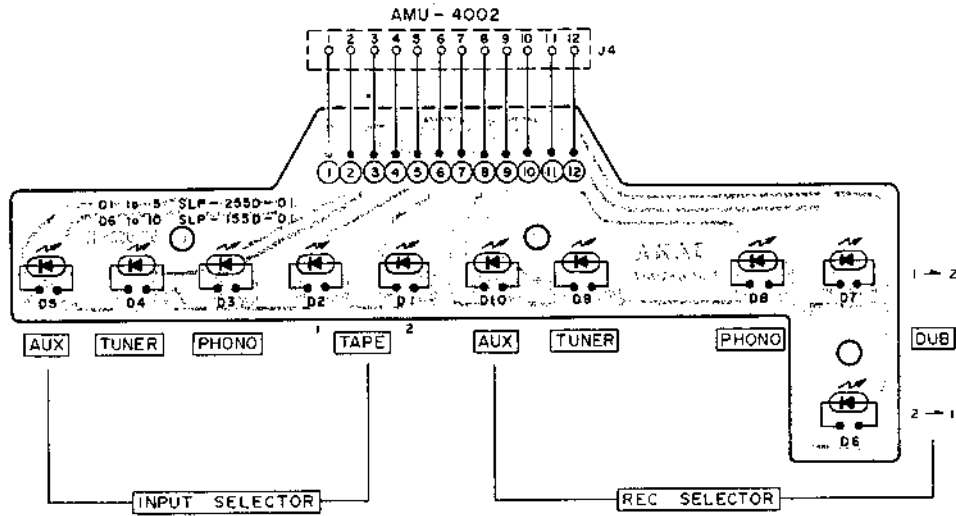 AMU-4002
1 2 3 4 5 6 7 8 9 10 11 12
J4
1 2 3 4 5 6 7 8 9 10 11 12
D1 to 5 SLP-255D-01
D6 to 10 SLP-155D-01
AKAI
D5 D4 D3 D2 D1 D10 D9 D8 D7
1 → 2
1 2
AUX TUNER PHONO TAPE AUX TUNER PHONO DUB
D6
2 → 1
INPUT SELECTOR REC SELECTOR